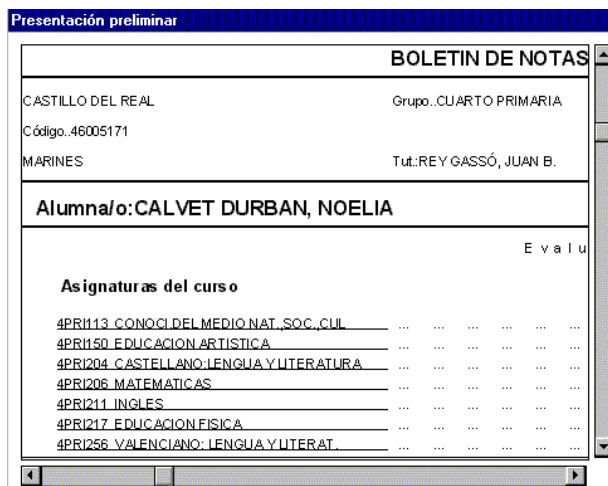 Presentación preliminar
BOLETIN DE NOTAS
CASTILLO DEL REAL Grupo..CUARTO PRIMARIA
Código..46005171
MARINES Tut.:REY GASSÓ, JUAN B.
Alumna/o:CALVET DURBAN, NOELIA
E v a l u
Asignaturas del curso
4PRI113 CONOCI.DEL MEDIO NAT.,SOC.,CUL ... ... ... ... ... ...
4PRI150 EDUCACION ARTISTICA ... ... ... ... ... ...
4PRI204 CASTELLANO:LENGUA Y LITERATURA ... ... ... ... ... ...
4PRI206 MATEMATICAS ... ... ... ... ... ...
4PRI211 INGLES ... ... ... ... ... ...
4PRI217 EDUCACION FISICA ... ... ... ... ... ...
4PRI256 VALENCIANO: LENGUA Y LITERAT. ... ... ... ... ... ...